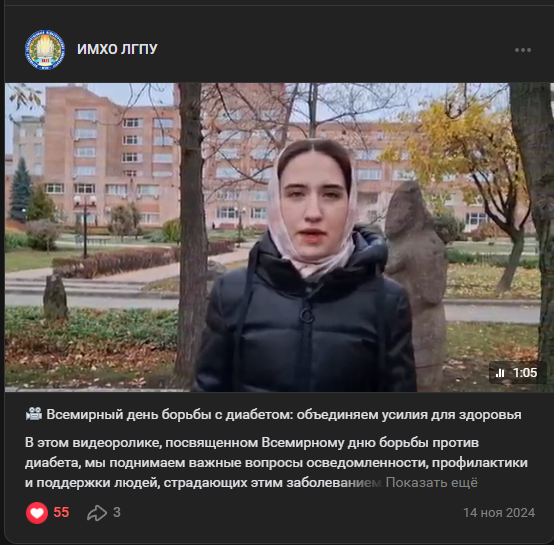 ИМХО ЛГПУ
1:05
Всемирный день борьбы с диабетом: объединяем усилия для здоровья
В этом видеоролике, посвященном Всемирному дню борьбы против
диабета, мы поднимаем важные вопросы осведомленности, профилактики
и поддержки людей, страдающих этим заболеванием Показать ещё
55
3
14 ноя 2024